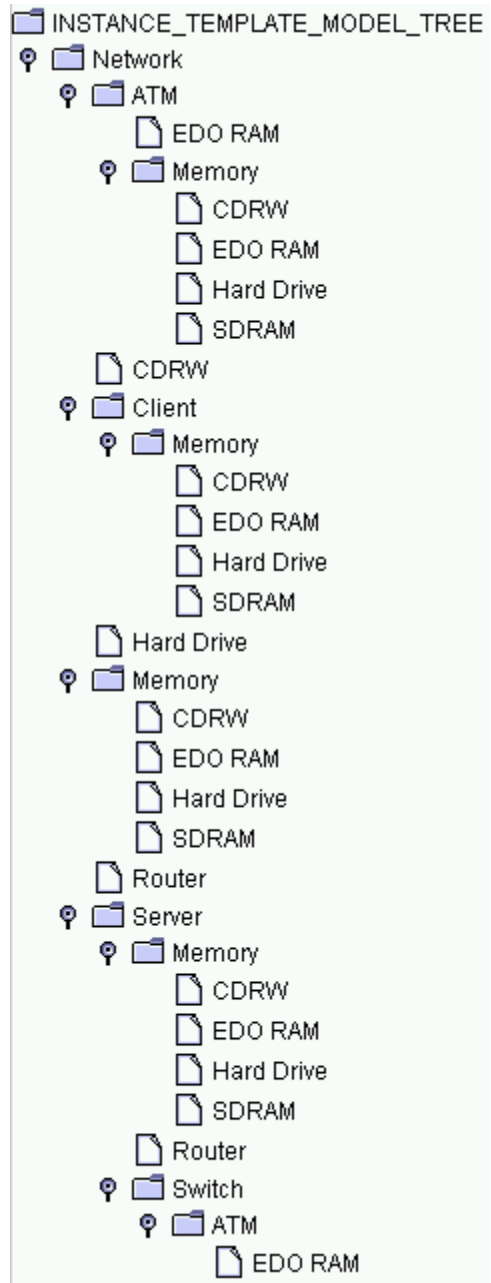 INSTANCE_TEMPLATE_MODEL_TREE
Network
ATM
EDO RAM
Memory
CDRW
EDO RAM
Hard Drive
SDRAM
CDRW
Client
Memory
CDRW
EDO RAM
Hard Drive
SDRAM
Hard Drive
Memory
CDRW
EDO RAM
Hard Drive
SDRAM
Router
Server
Memory
CDRW
EDO RAM
Hard Drive
SDRAM
Router
Switch
ATM
EDO RAM